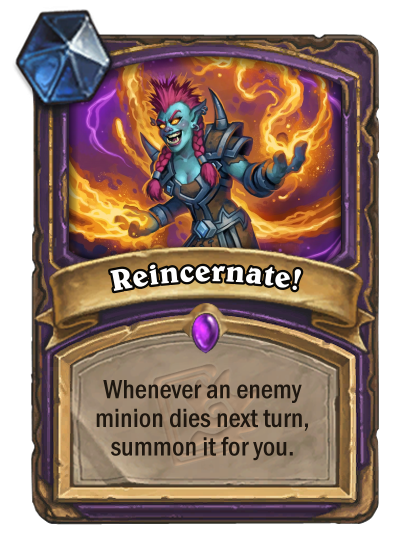 Reincernate!
Whenever an enemy
minion dies next turn,
summon it for you.